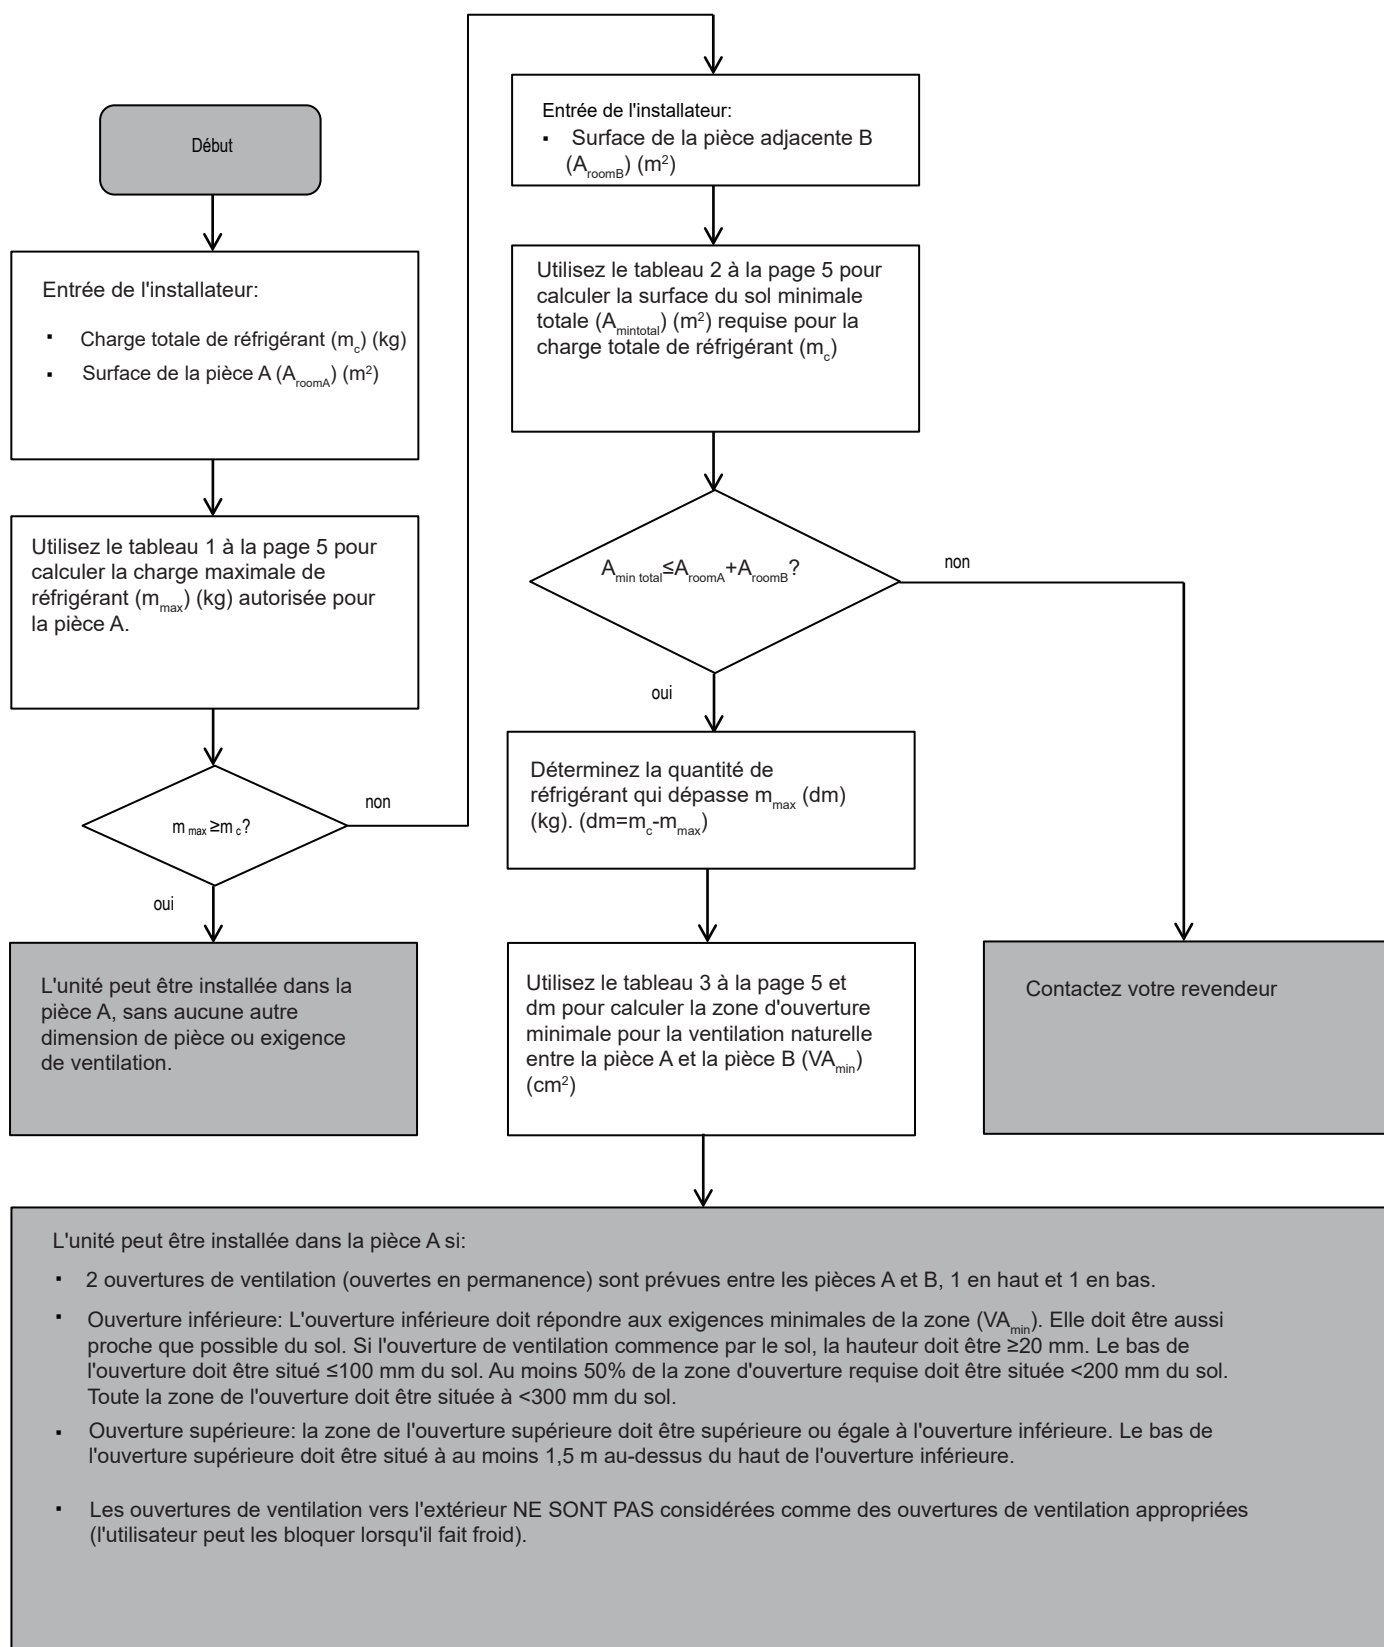 Début
Entrée de l'installateur:
▪ Charge totale de réfrigérant (mc) (kg)
▪ Surface de la pièce A (AroomA) (m²)
Utilisez le tableau 1 à la page 5 pour
calculer la charge maximale de
réfrigérant (mmax) (kg) autorisée pour
la pièce A.
m max ≥m c?
non
oui
L'unité peut être installée dans la
pièce A, sans aucune autre
dimension de pièce ou exigence
de ventilation.
Entrée de l'installateur:
▪ Surface de la pièce adjacente B
(AroomB) (m²)
Utilisez le tableau 2 à la page 5 pour
calculer la surface du sol minimale
totale (Amintotal) (m²) requise pour la
charge totale de réfrigérant (mc)
Amin total≤AroomA+AroomB?
non
oui
Déterminez la quantité de
réfrigérant qui dépasse mmax (dm)
(kg). (dm=mc-mmax)
Utilisez le tableau 3 à la page 5 et
dm pour calculer la zone d'ouverture
minimale pour la ventilation naturelle
entre la pièce A et la pièce B (VAmin)
(cm²)
Contactez votre revendeur
L'unité peut être installée dans la pièce A si:
▪ 2 ouvertures de ventilation (ouvertes en permanence) sont prévues entre les pièces A et B, 1 en haut et 1 en bas.
▪ Ouverture inférieure: L'ouverture inférieure doit répondre aux exigences minimales de la zone (VAmin). Elle doit être aussi
proche que possible du sol. Si l'ouverture de ventilation commence par le sol, la hauteur doit être ≥20 mm. Le bas de
l'ouverture doit être situé ≤100 mm du sol. Au moins 50% de la zone d'ouverture requise doit être située <200 mm du sol.
Toute la zone de l'ouverture doit être située à <300 mm du sol.
▪ Ouverture supérieure: la zone de l'ouverture supérieure doit être supérieure ou égale à l'ouverture inférieure. Le bas de
l'ouverture supérieure doit être situé à au moins 1,5 m au-dessus du haut de l'ouverture inférieure.
▪ Les ouvertures de ventilation vers l'extérieur NE SONT PAS considérées comme des ouvertures de ventilation appropriées
(l'utilisateur peut les bloquer lorsqu'il fait froid).